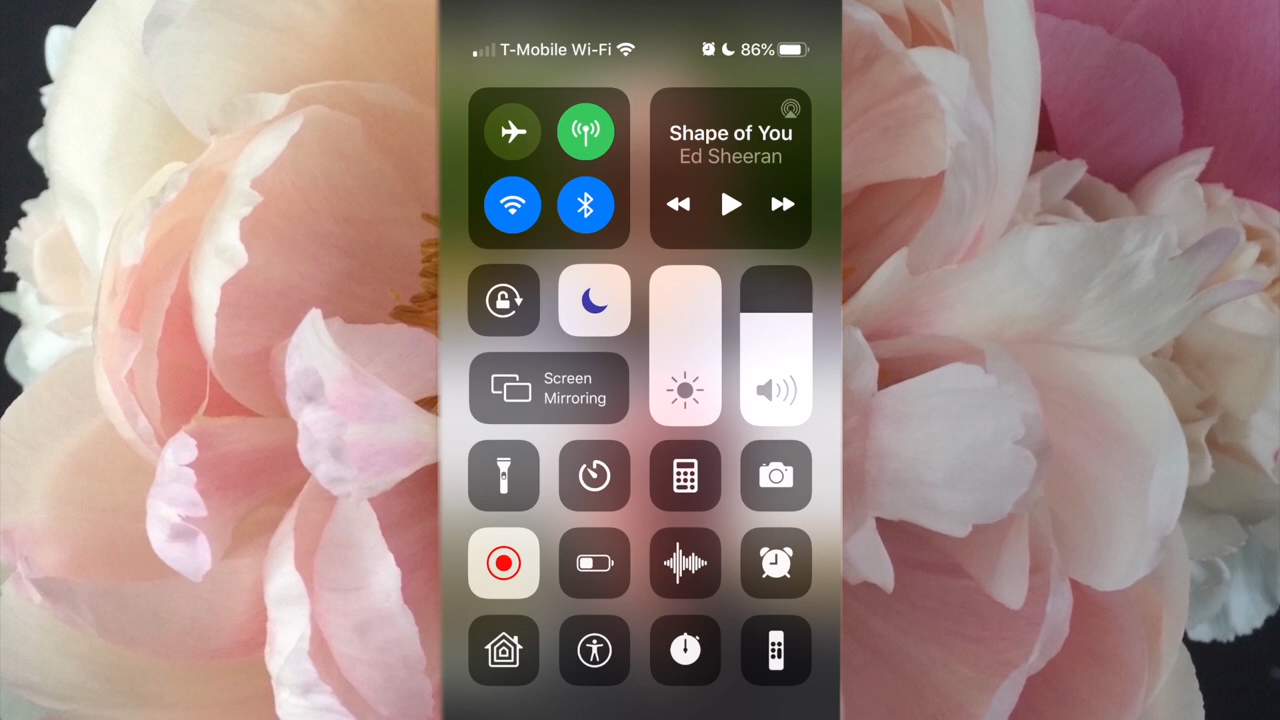 T-Mobile Wi-Fi 86%
Shape of You
Ed Sheeran
Screen
Mirroring